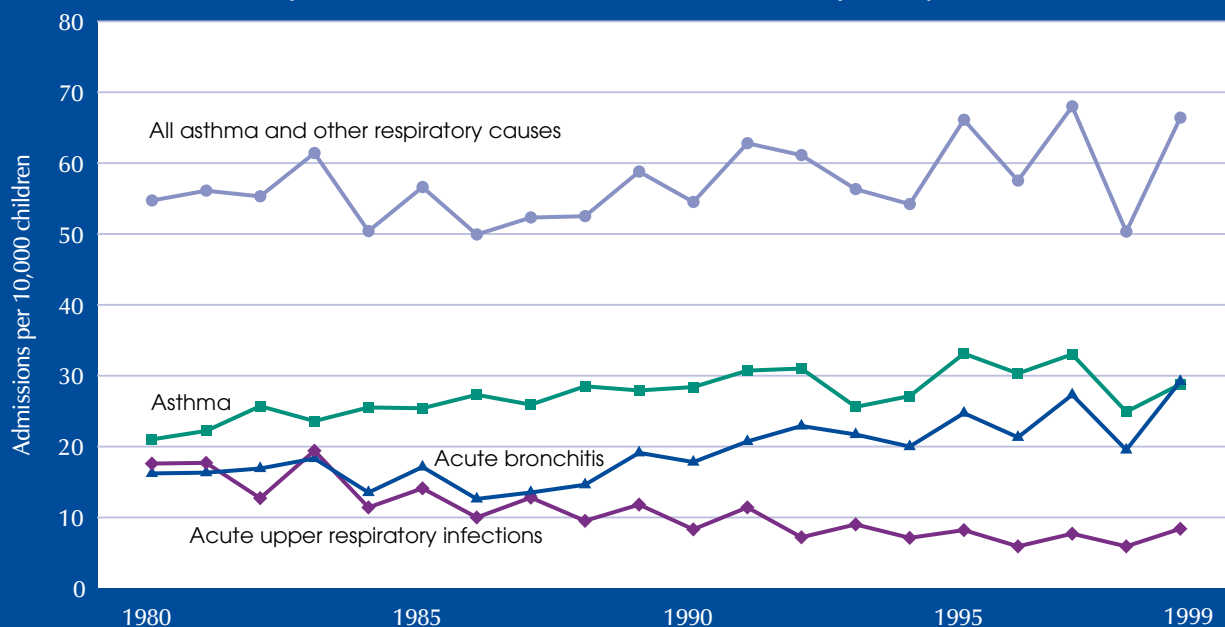 80
70
60
50
40
30
20
10
0
Admissions per 10,000 children
All asthma and other respiratory causes
Asthma
Acute bronchitis
Acute upper respiratory infections
1980 1985 1990 1995 1999